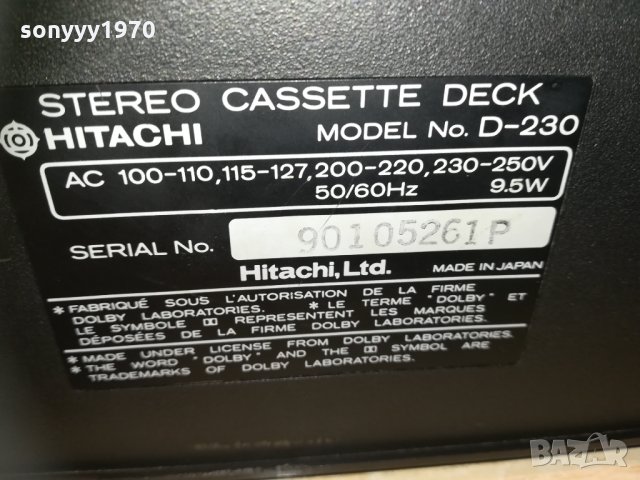 sonyyy1970
STEREO CASSETTE DECK
HITACHI MODEL No. D-230
AC 100-110,115-127,200-220,230-250V
50/60Hz 9.5W
SERIAL No. 90105261P
Hitachi, Ltd. MADE IN JAPAN
* FABRIQUÉ SOUS L'AUTORISATION DE LA FIRME
DOLBY LABORATORIES. * LE TERME "DOLBY" ET
LE SYMBOLE REPRESENTENT LES MARQUES
DÉPOSÉES DE LA FIRME DOLBY LABORATORIES.
* MADE UNDER LICENSE FROM DOLBY LABORATORIES.
* THE WORD "DOLBY" AND THE SYMBOL ARE
TRADEMARKS OF DOLBY LABORATORIES.
BAZAR